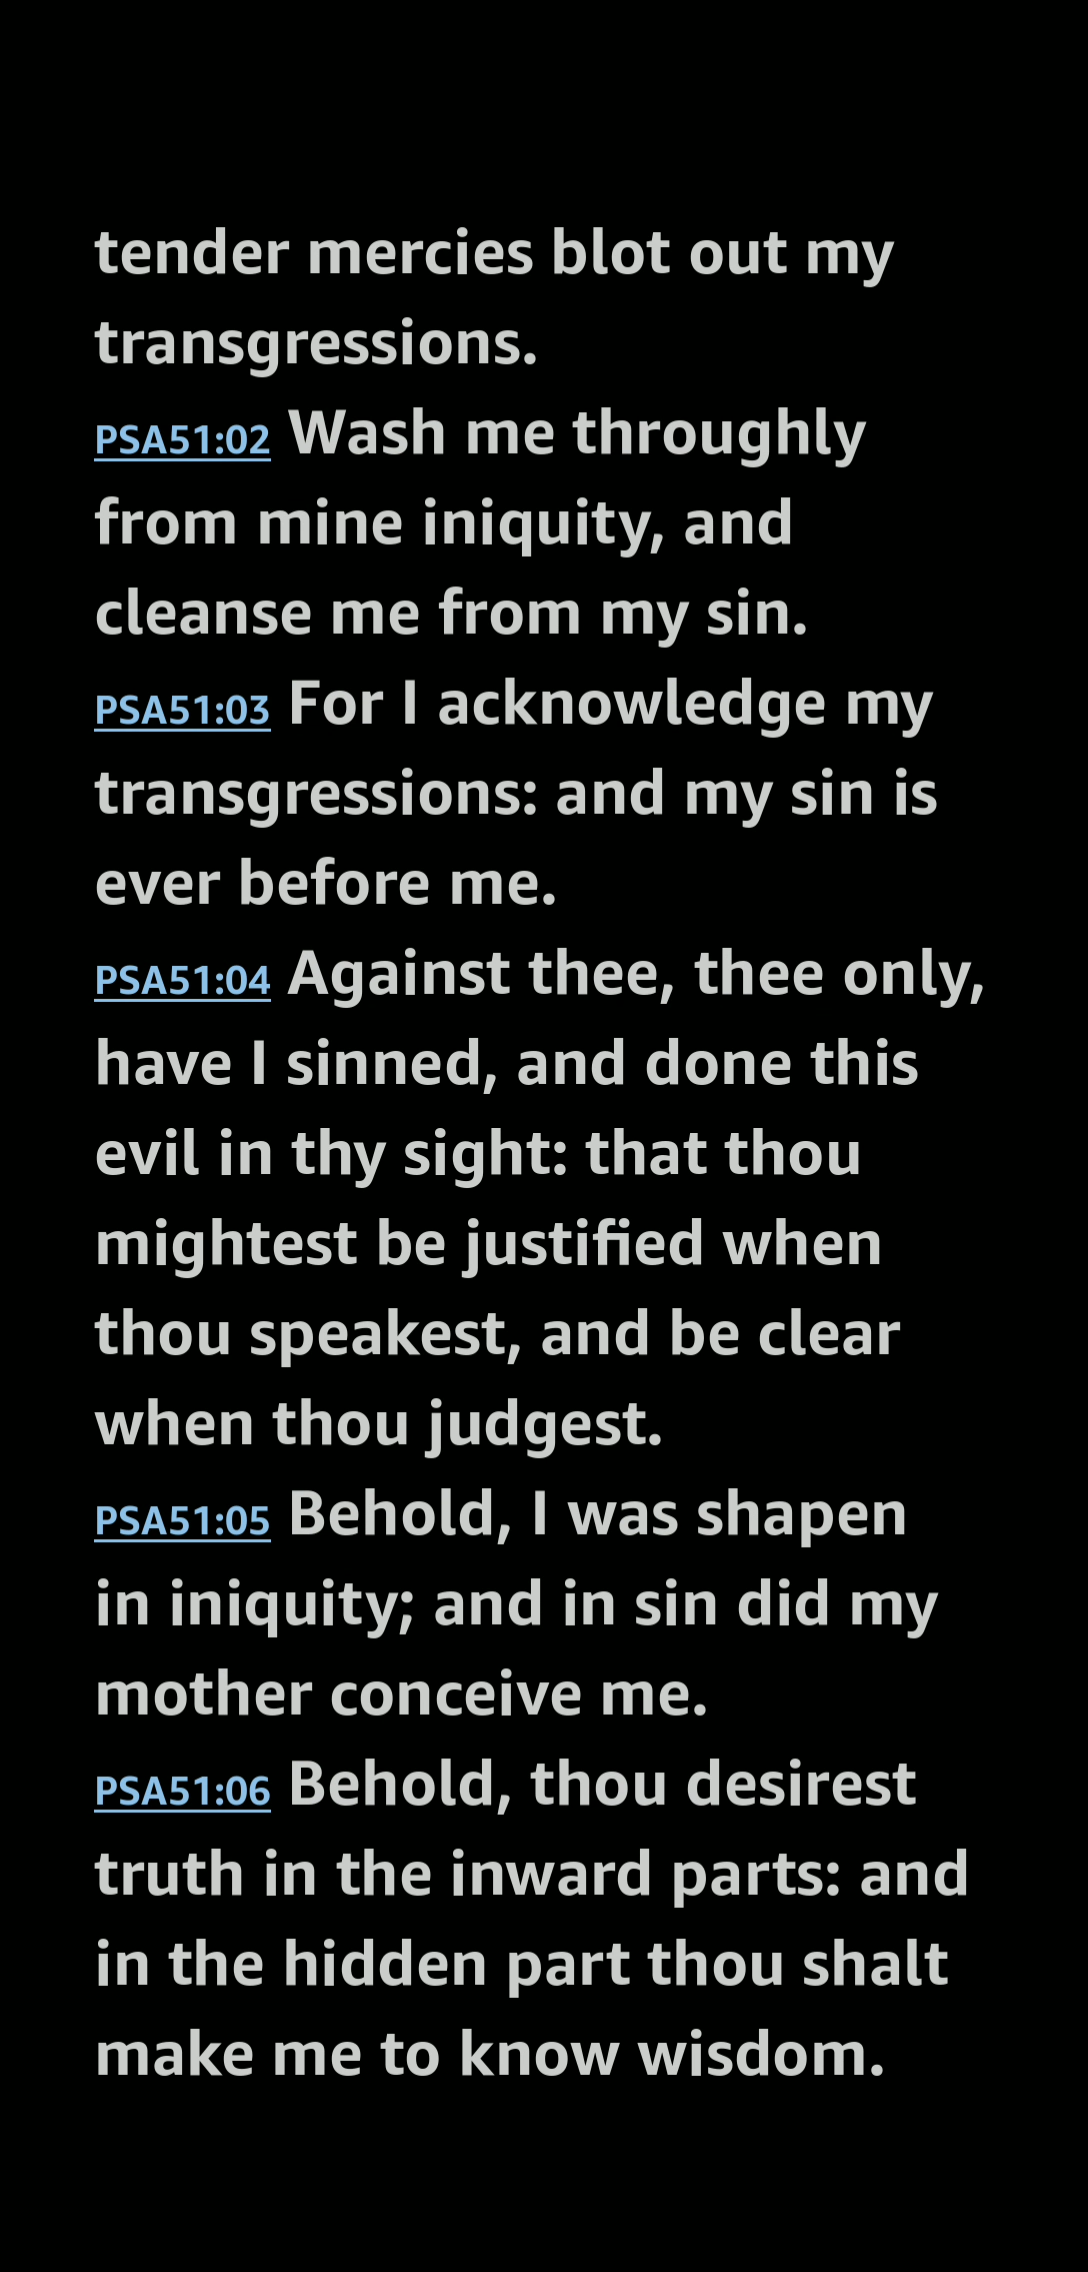 tender mercies blot out my
transgressions.
PSA51:02 Wash me throughly
from mine iniquity, and
cleanse me from my sin.
PSA51:03 For I acknowledge my
transgressions: and my sin is
ever before me.
PSA51:04 Against thee, thee only,
have I sinned, and done this
evil in thy sight: that thou
mightest be justified when
thou speakest, and be clear
when thou judgest.
PSA51:05 Behold, I was shapen
in iniquity; and in sin did my
mother conceive me.
PSA51:06 Behold, thou desirest
truth in the inward parts: and
in the hidden part thou shalt
make me to know wisdom.